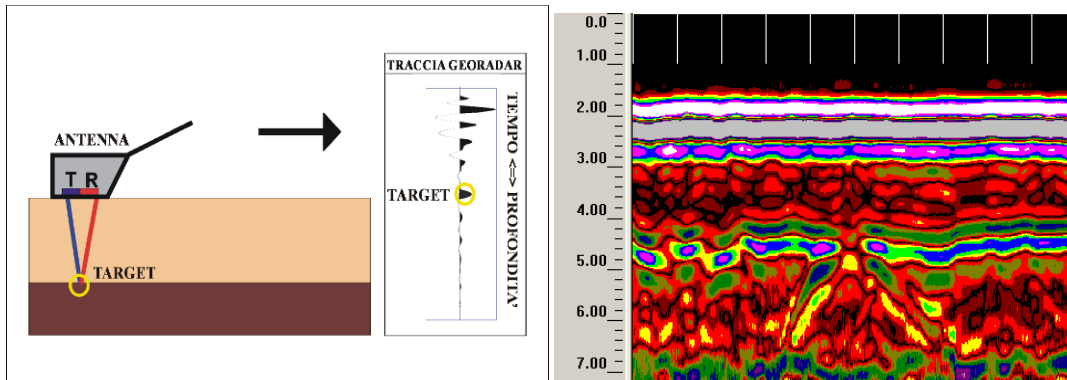 ANTENNA
T R
TARGET
TRACCIA GEORADAR
TARGET
TEMPO <=> PROFONDITA'
0.0
1.00
2.00
3.00
4.00
5.00
6.00
7.00